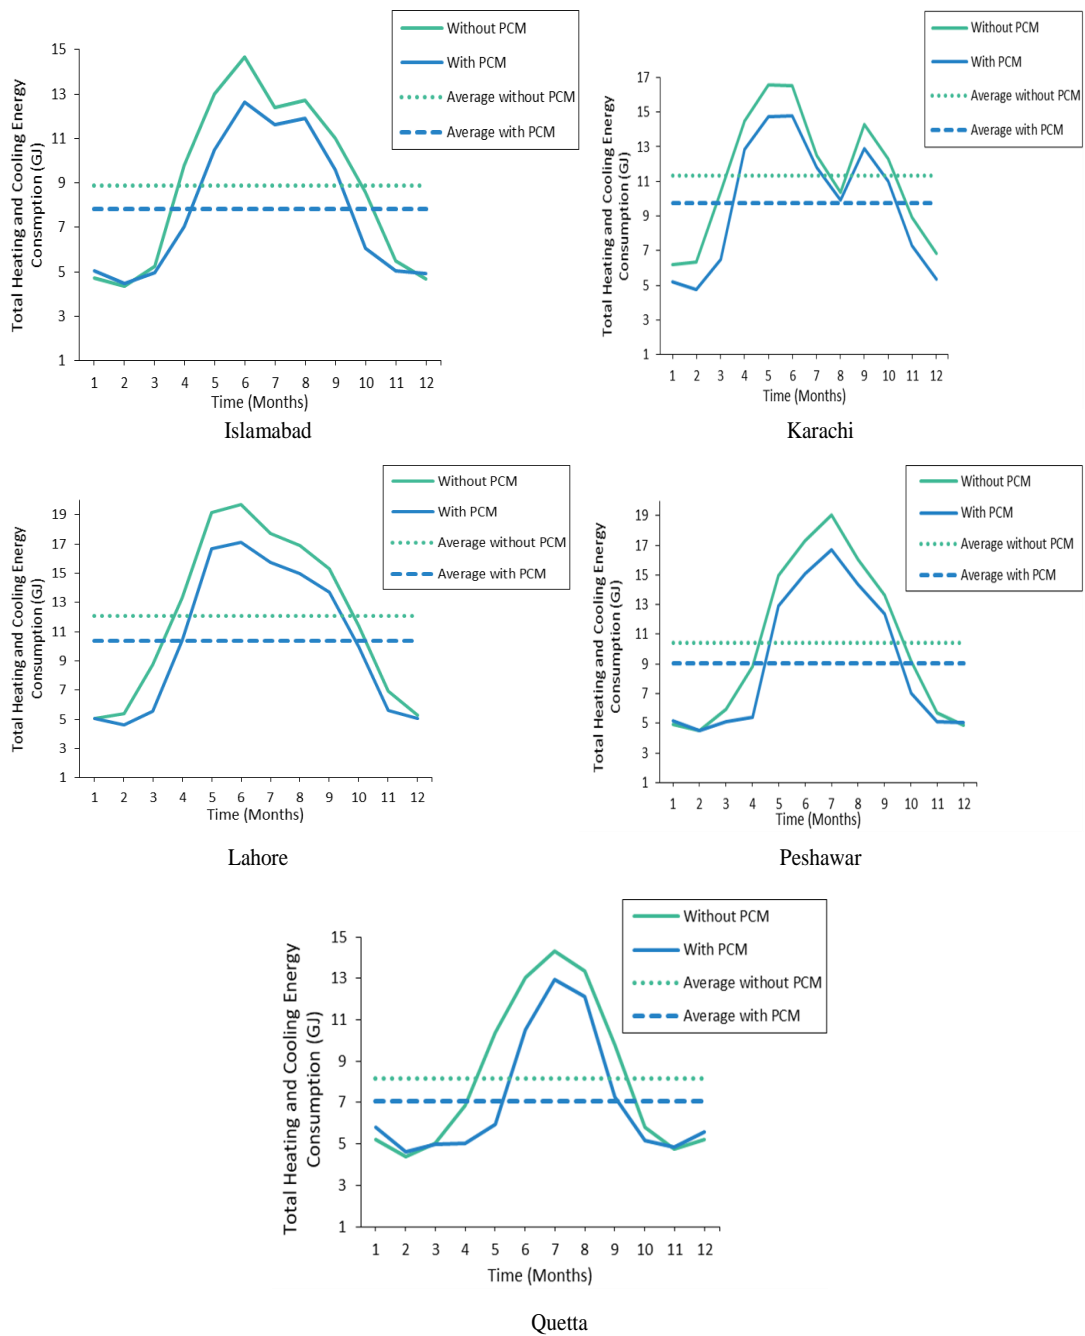 Without PCM
With PCM
Average without PCM
Average with PCM
Total Heating and Cooling Energy
Consmption (GJ)
15
13
11
9
7
5
3
1
1 2 3 4 5 6 7 8 9 10 11 12
Time (Months)
Islamabad
Without PCM
With PCM
Average without PCM
Average with PCM
Total Heating and Cooling Energy
Consumption (GJ)
17
15
13
11
9
7
5
3
1
1 2 3 4 5 6 7 8 9 10 11 12
Time (Months)
Karachi
Without PCM
With PCM
Average without PCM
Average with PCM
Total Heating and Cooling Energy
Consumption (GJ)
19
17
15
13
11
9
7
5
3
1
1 2 3 4 5 6 7 8 9 10 11 12
Time (Months)
Lahore
Without PCM
With PCM
Average without PCM
Average with PCM
Total Heating and Cooling Energy
Consumption (GJ)
19
17
15
13
11
9
7
5
3
1
1 2 3 4 5 6 7 8 9 10 11 12
Time (Months)
Peshawar
Without PCM
With PCM
Average without PCM
Average with PCM
Total Heating and Cooling Energy
Consumption (GJ)
15
13
11
9
7
5
3
1
1 2 3 4 5 6 7 8 9 10 11 12
Time (Months)
Quetta